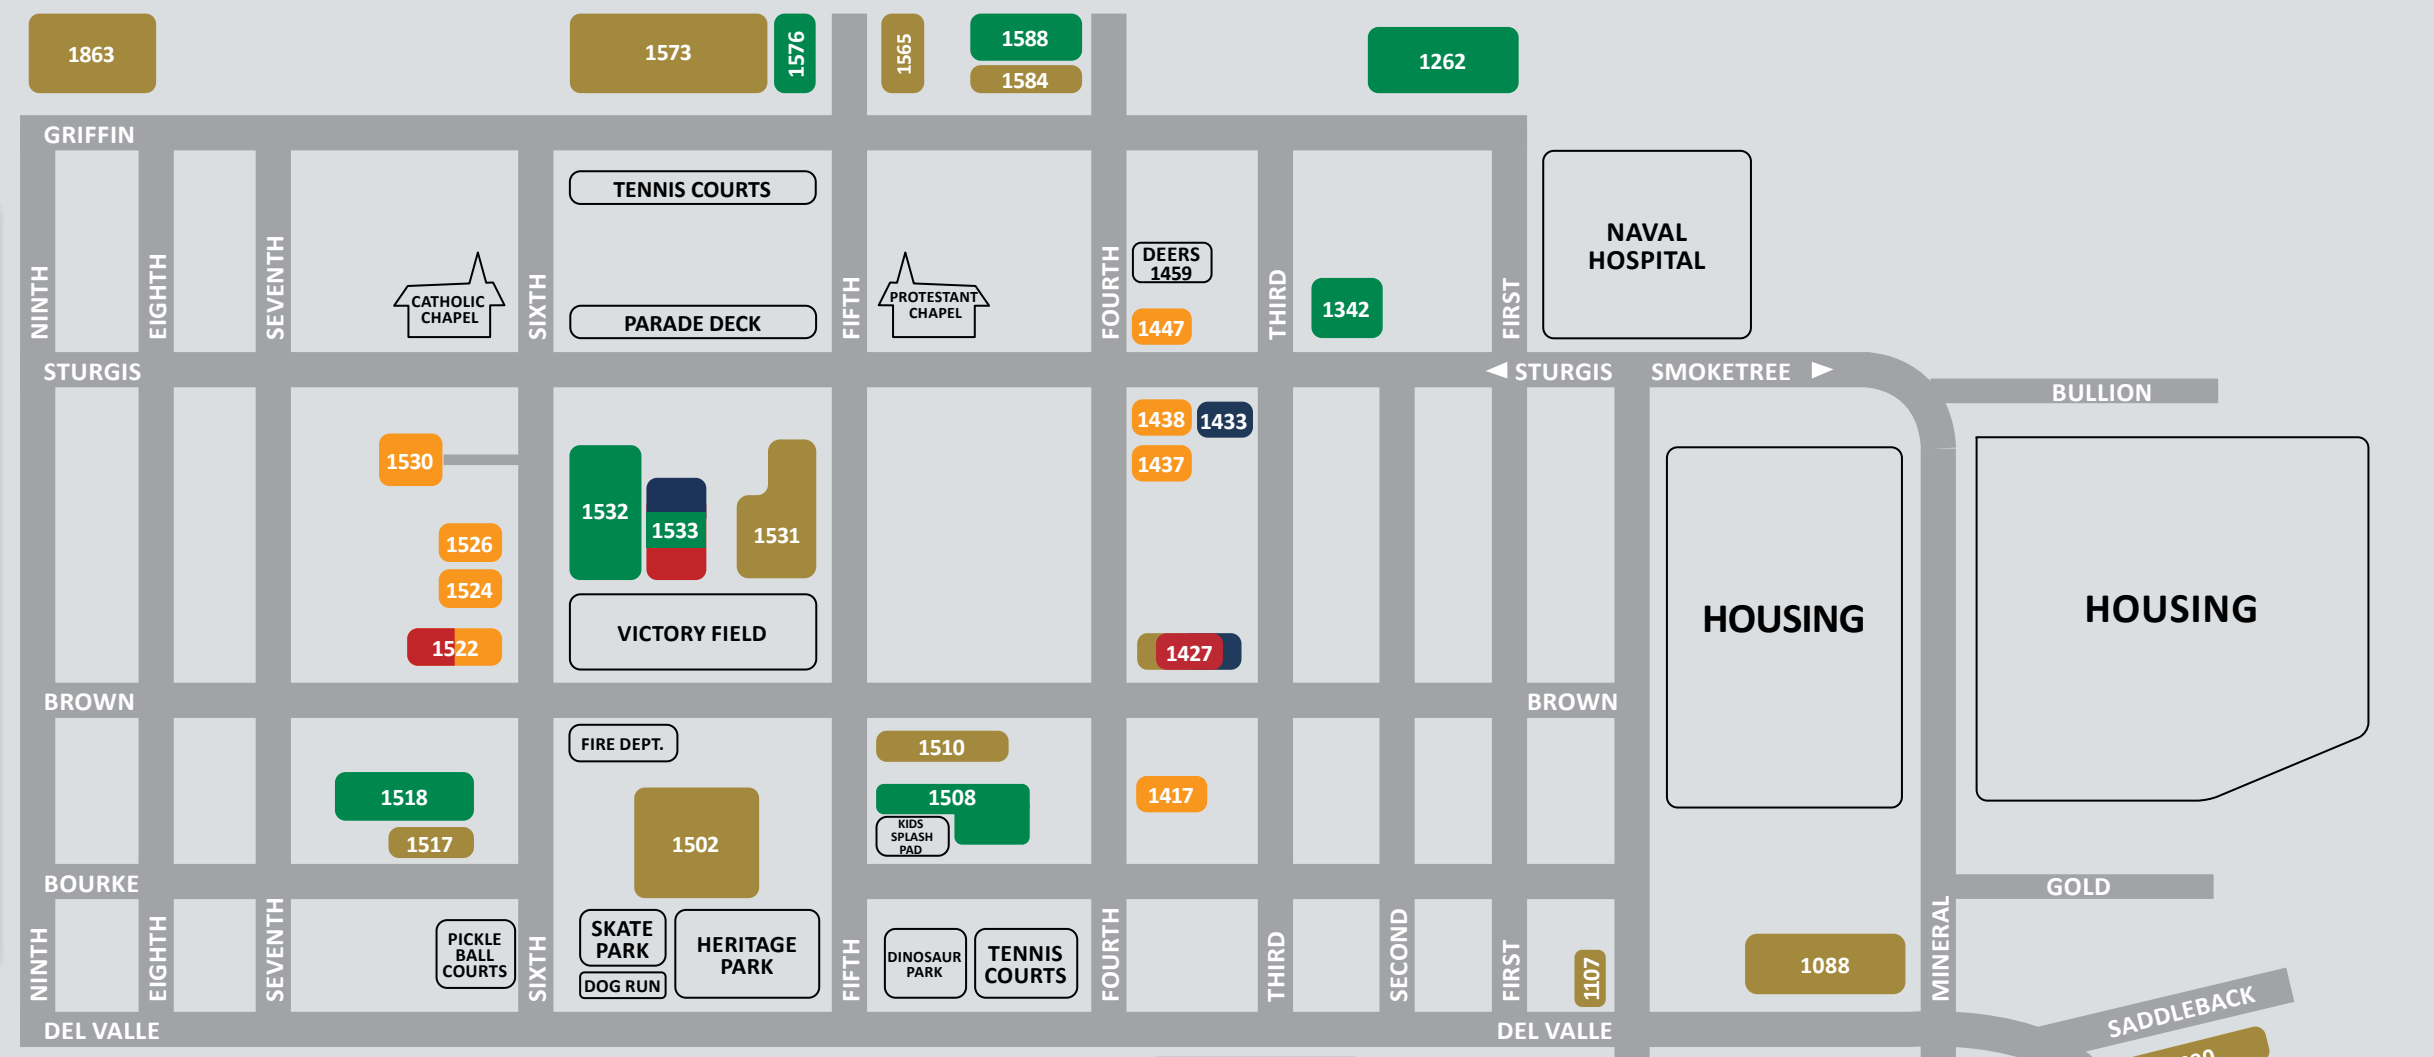 1863
1573
1576
1565
1588
1584
1262
GRIFFIN
TENNIS COURTS
NAVAL
HOSPITAL
DEERS
1459
NINTH
EIGHTH
SEVENTH
CATHOLIC
CHAPEL
SIXTH
PARADE DECK
FIFTH
PROTESTANT
CHAPEL
FOURTH
1447
THIRD
1342
FIRST
STURGIS
STURGIS
SMOKETREE
BULLION
1530
1532
1533
1531
1438
1433
1437
1526
1524
1522
VICTORY FIELD
1427
HOUSING
HOUSING
BROWN
BROWN
FIRE DEPT.
1510
1518
1517
1502
1508
KIDS
SPLASH
PAD
1417
BOURKE
GOLD
NINTH
EIGHTH
SEVENTH
PICKLE
BALL
COURTS
SIXTH
SKATE
PARK
DOG RUN
HERITAGE
PARK
FIFTH
DINOSAUR
PARK
TENNIS
COURTS
FOURTH
THIRD
SECOND
FIRST
1107
1088
MINERAL
SADDLEBACK
DEL VALLE
DEL VALLE